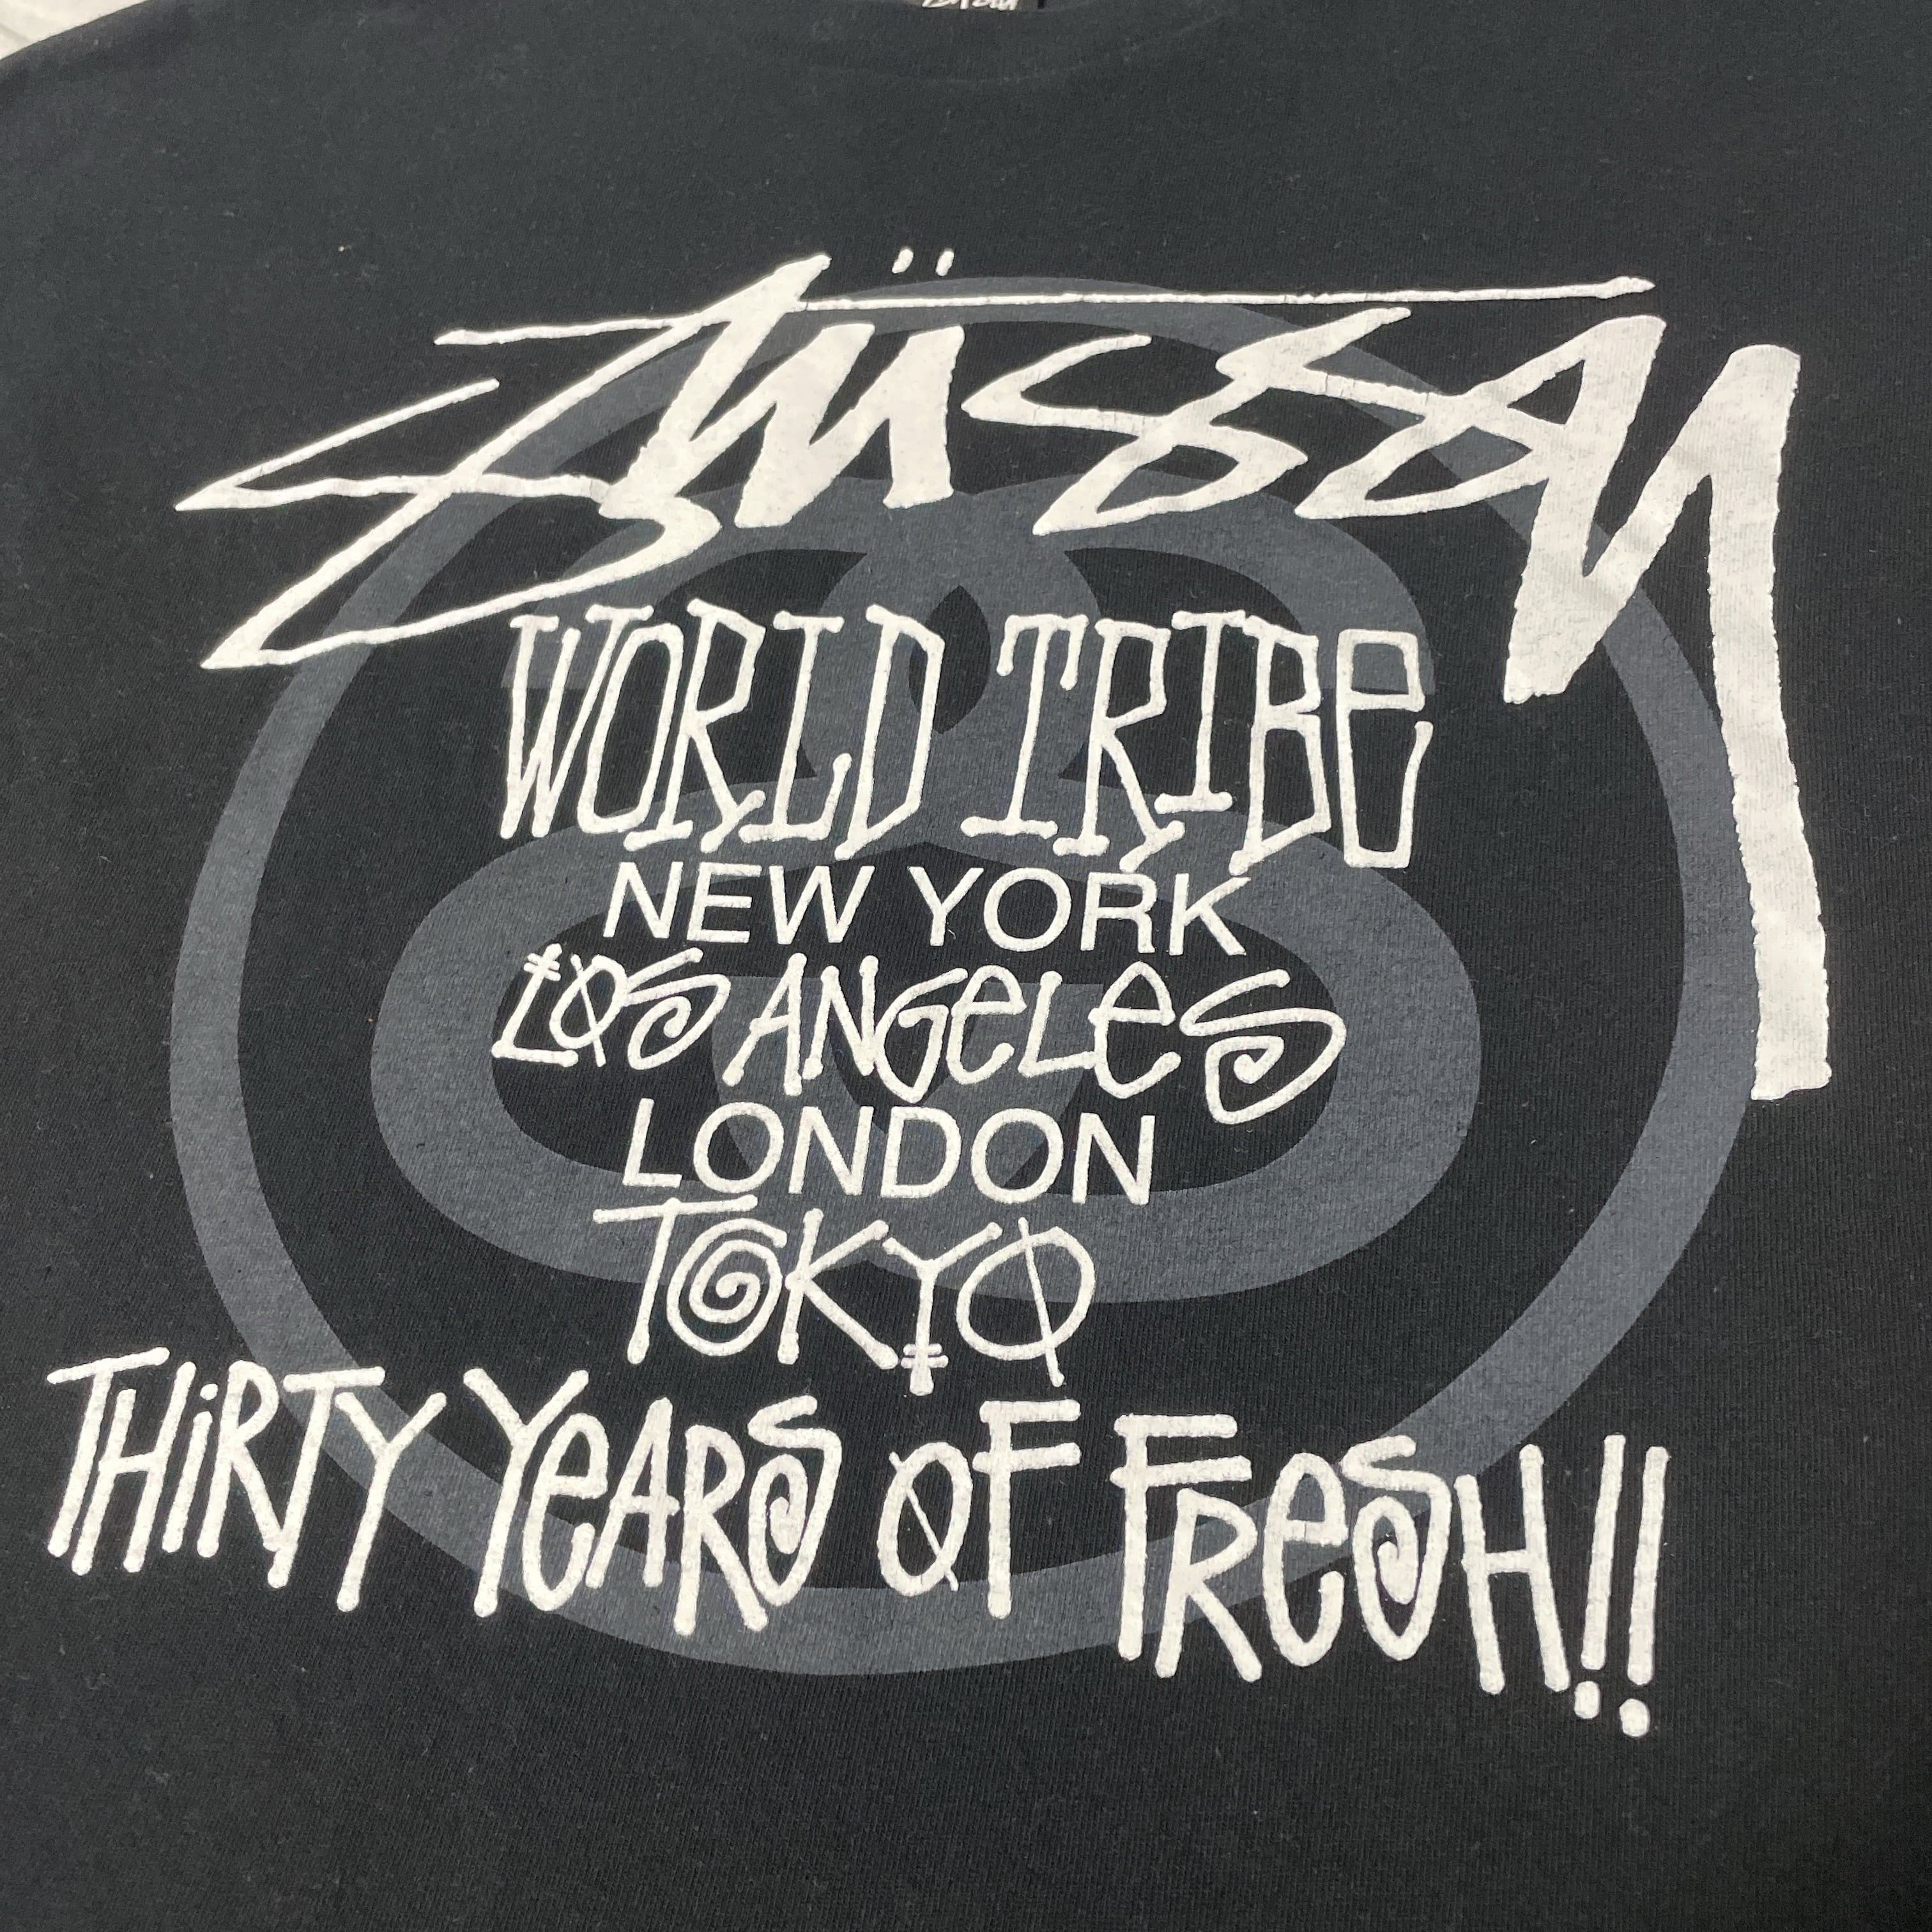 Stüssy
WORLD TRIBE
NEW YORK
LOS ANGeLeS
LONDON
TOKYO
THiRTY YeARS OF FReSH!!